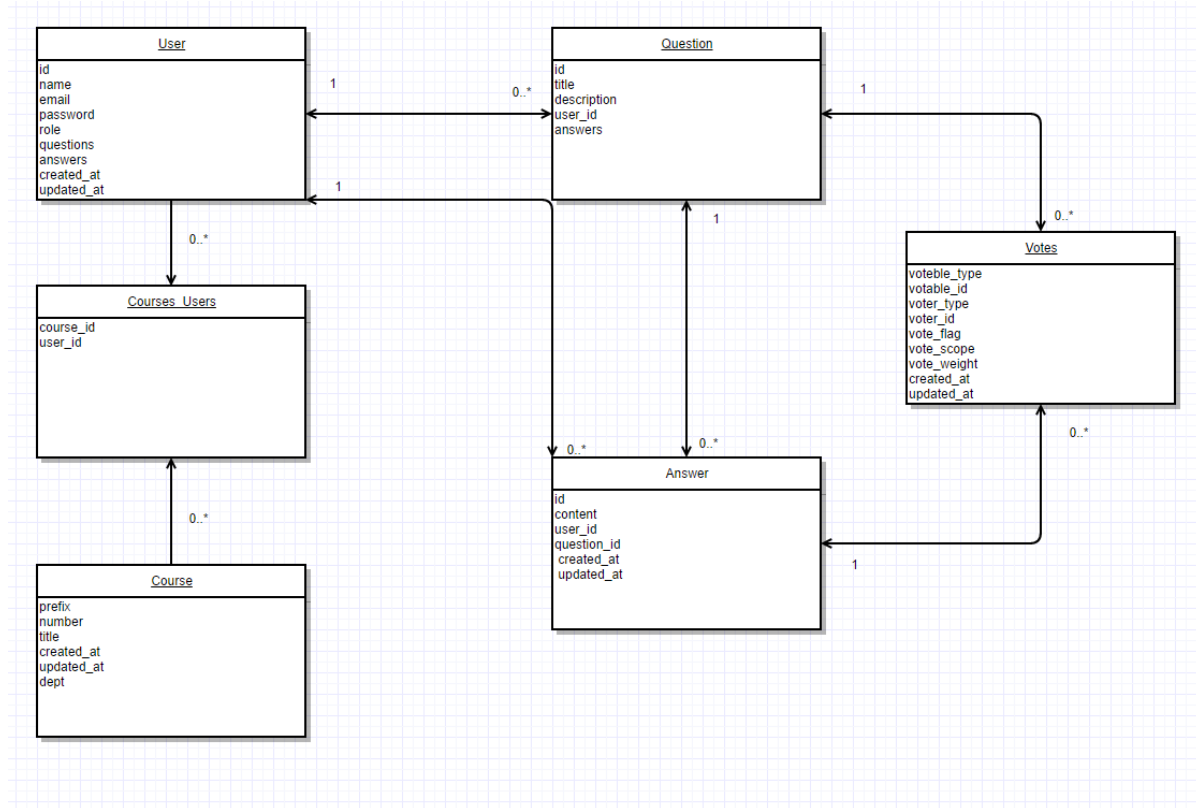 User
id
name
email
password
role
questions
answers
created_at
updated_at
1
0..*
Question
id
title
description
user_id
answers
1
0..*
1
0..*
1
0..*
0..*
Courses_Users
course_id
user_id
0..*
Course
prefix
number
title
created_at
updated_at
dept
Votes
voteble_type
votable_id
voter_type
voter_id
vote_flag
vote_scope
vote_weight
created_at
updated_at
0..*
1
Answer
id
content
user_id
question_id
created_at
updated_at